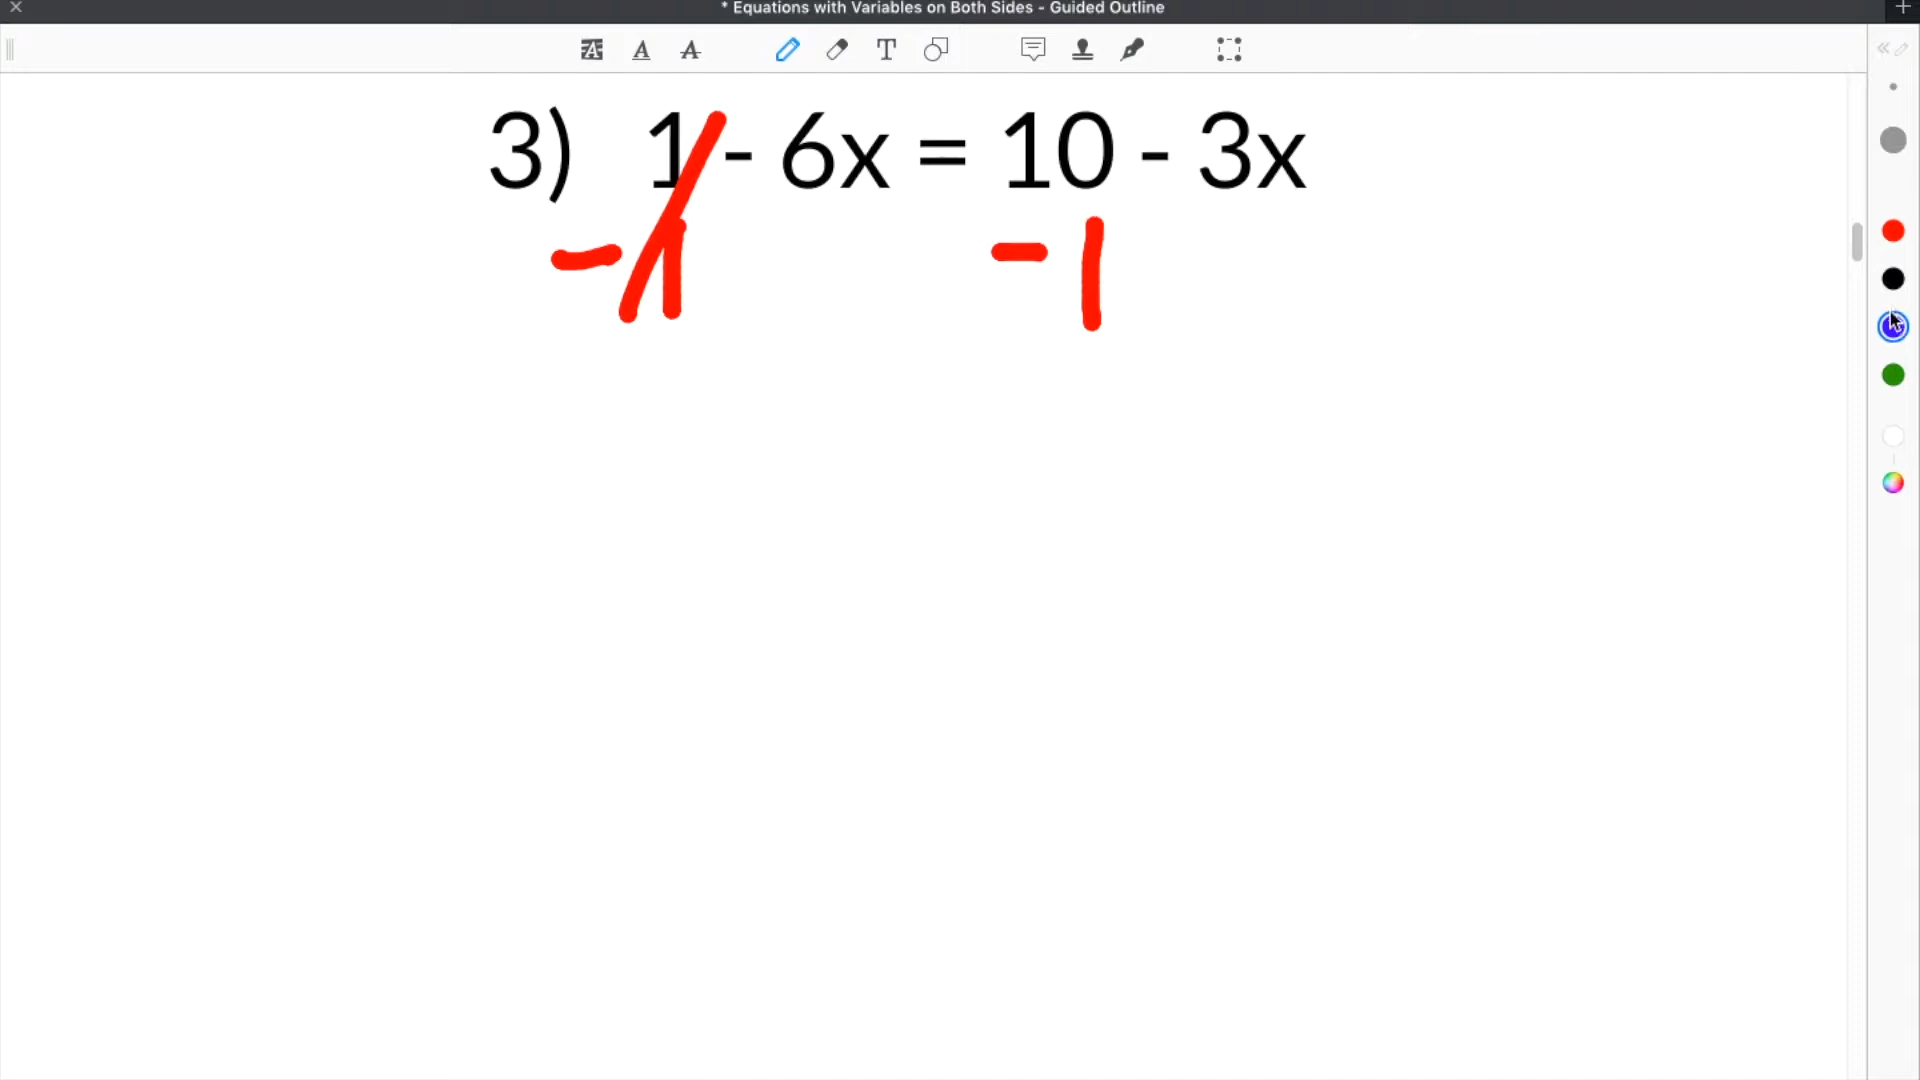 * Equations with Variables on Both Sides - Guided Outline
3) 1 - 6x = 10 - 3x
-1 -1